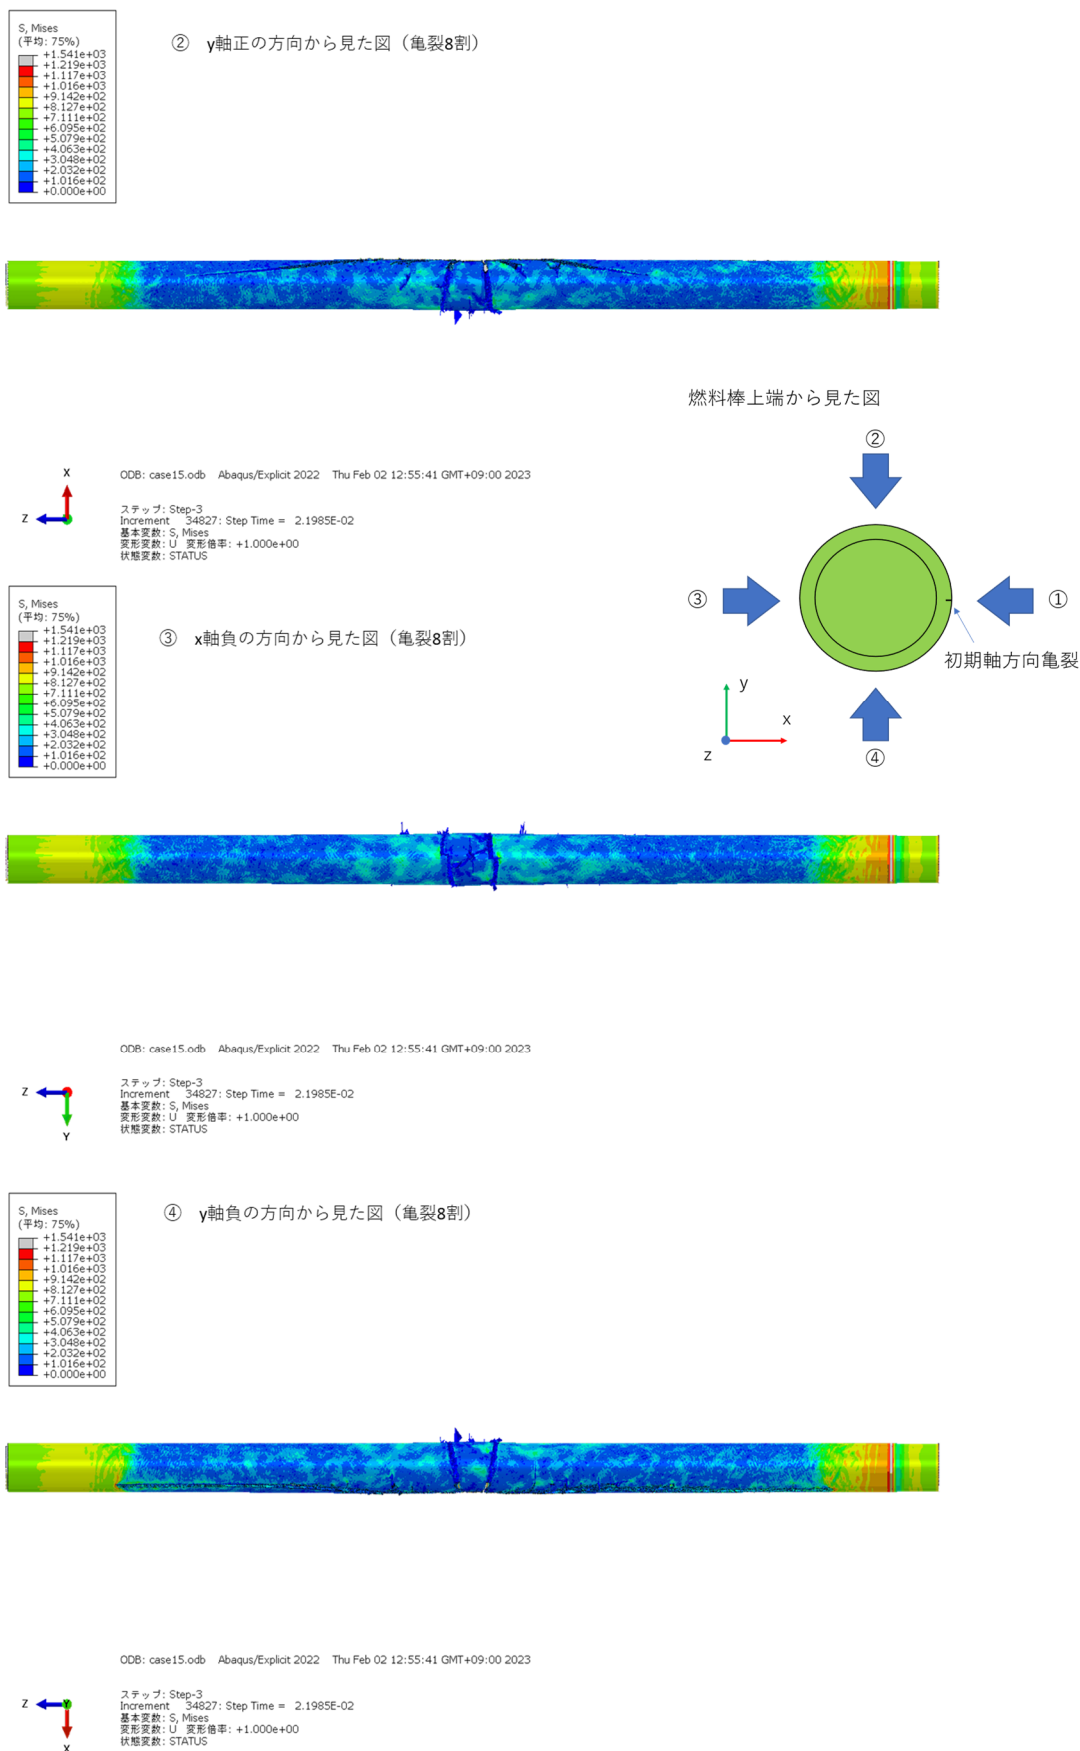 S, Mises
(平均: 75%)
+1.541e+03
+1.219e+03
+1.117e+03
+1.016e+03
+9.142e+02
+8.127e+02
+7.111e+02
+6.095e+02
+5.079e+02
+4.063e+02
+3.048e+02
+2.032e+02
+1.016e+02
+0.000e+00
② y軸正の方向から見た図（亀裂8割）
X
Z
ODB: case15.odb Abaqus/Explicit 2022 Thu Feb 02 12:55:41 GMT+09:00 2023
ステップ: Step-3
Increment 34827: Step Time = 2.1985E-02
基本変数: S, Mises
変形変数: U 変形倍率: +1.000e+00
状態変数: STATUS
燃料棒上端から見た図
②
③
①
初期軸方向亀裂
y
x
z
④
S, Mises
(平均: 75%)
+1.541e+03
+1.219e+03
+1.117e+03
+1.016e+03
+9.142e+02
+8.127e+02
+7.111e+02
+6.095e+02
+5.079e+02
+4.063e+02
+3.048e+02
+2.032e+02
+1.016e+02
+0.000e+00
③ x軸負の方向から見た図（亀裂8割）
Z
Y
ODB: case15.odb Abaqus/Explicit 2022 Thu Feb 02 12:55:41 GMT+09:00 2023
ステップ: Step-3
Increment 34827: Step Time = 2.1985E-02
基本変数: S, Mises
変形変数: U 変形倍率: +1.000e+00
状態変数: STATUS
S, Mises
(平均: 75%)
+1.541e+03
+1.219e+03
+1.117e+03
+1.016e+03
+9.142e+02
+8.127e+02
+7.111e+02
+6.095e+02
+5.079e+02
+4.063e+02
+3.048e+02
+2.032e+02
+1.016e+02
+0.000e+00
④ y軸負の方向から見た図（亀裂8割）
Z
Y
X
ODB: case15.odb Abaqus/Explicit 2022 Thu Feb 02 12:55:41 GMT+09:00 2023
ステップ: Step-3
Increment 34827: Step Time = 2.1985E-02
基本変数: S, Mises
変形変数: U 変形倍率: +1.000e+00
状態変数: STATUS